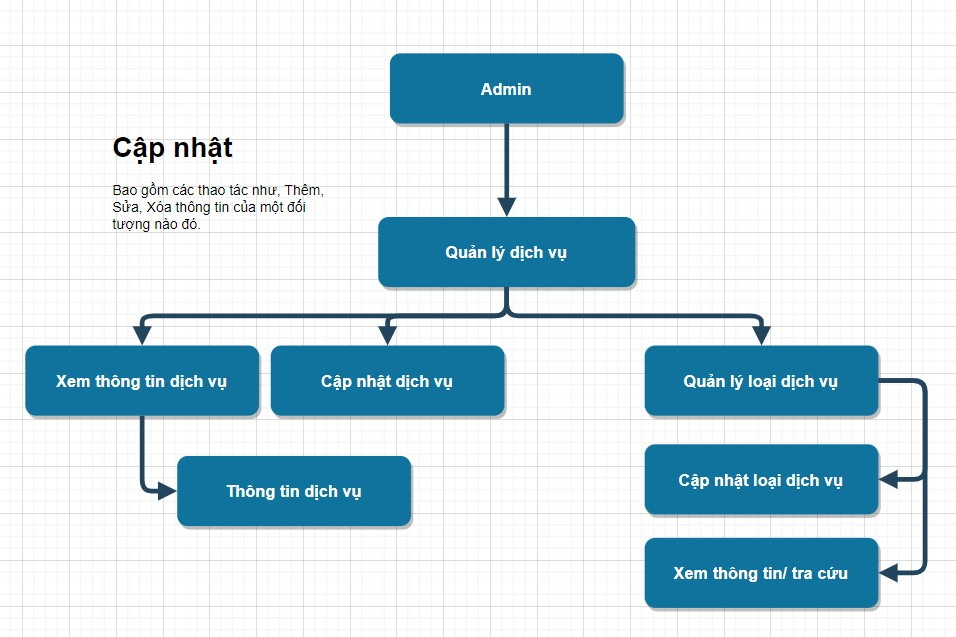 Admin
Cập nhật
Bao gồm các thao tác như, Thêm,
Sửa, Xóa thông tin của một đối
tượng nào đó.
Quản lý dịch vụ
Xem thông tin dịch vụ
Cập nhật dịch vụ
Quản lý loại dịch vụ
Thông tin dịch vụ
Cập nhật loại dịch vụ
Xem thông tin/ tra cứu